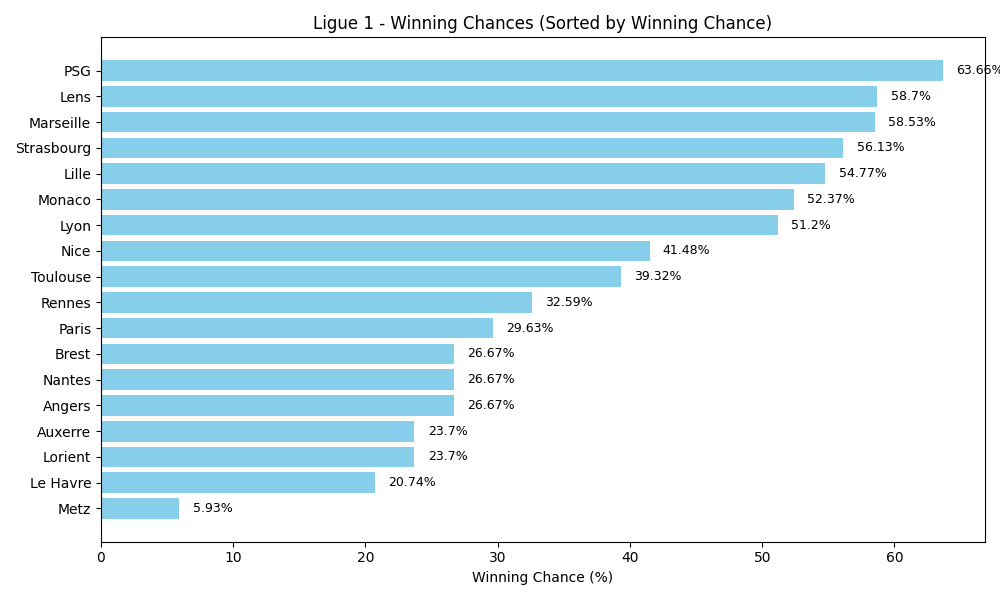 Ligue 1 - Winning Chances (Sorted by Winning Chance)
PSG 63.66%
Lens 58.7%
Marseille 58.53%
Strasbourg 56.13%
Lille 54.77%
Monaco 52.37%
Lyon 51.2%
Nice 41.48%
Toulouse 39.32%
Rennes 32.59%
Paris 29.63%
Brest 26.67%
Nantes 26.67%
Angers 26.67%
Auxerre 23.7%
Lorient 23.7%
Le Havre 20.74%
Metz 5.93%
0 10 20 30 40 50 60
Winning Chance (%)